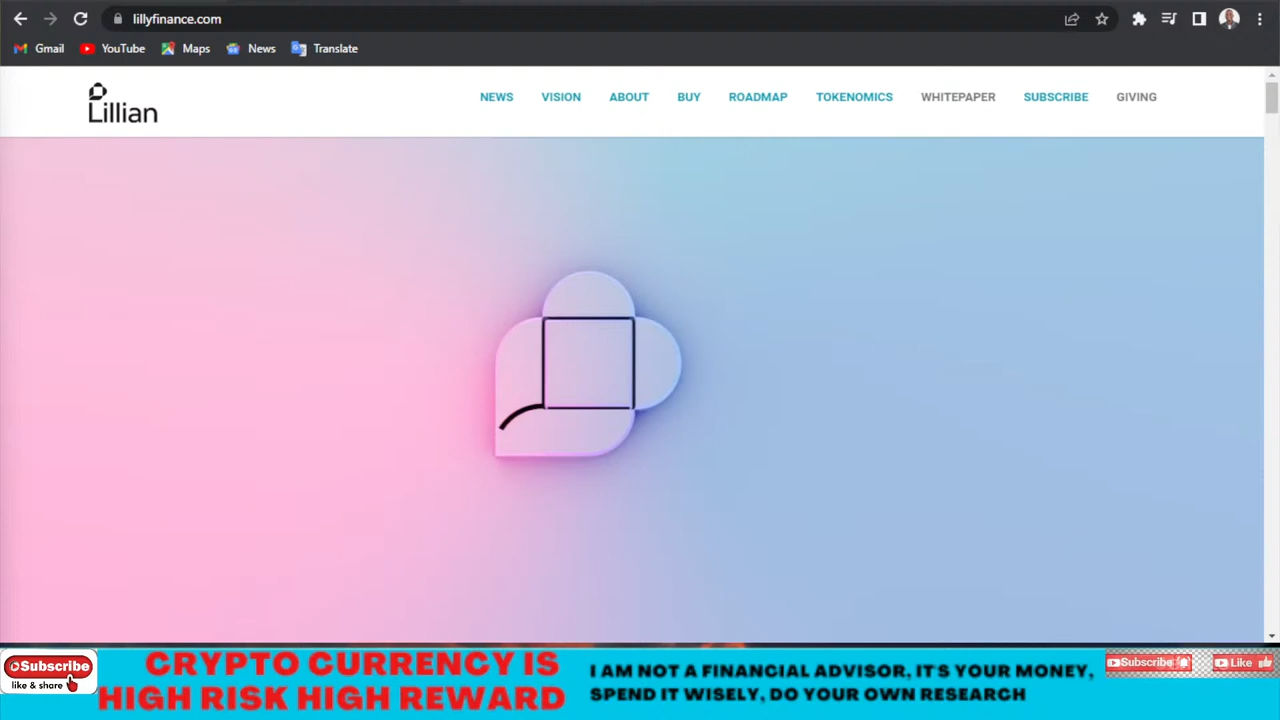 lillyfinance.com
Gmail YouTube Maps News Translate
Lillian
NEWS VISION ABOUT BUY ROADMAP TOKENOMICS WHITEPAPER SUBSCRIBE GIVING
Subscribe
like & share
CRYPTO CURRENCY IS
HIGH RISK HIGH REWARD
I AM NOT A FINANCIAL ADVISOR, IT'S YOUR MONEY,
SPEND IT WISELY, DO YOUR OWN RESEARCH
Subscribe
Like